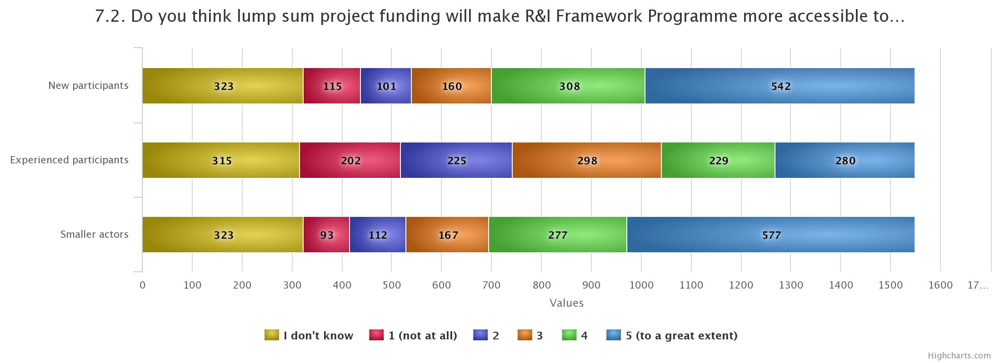 7.2. Do you think lump sum project funding will make R&I Framework Programme more accessible to...
New participants
323 115 101 160 308 542
Experienced participants
315 202 225 298 229 280
Smaller actors
323 93 112 167 277 577
0 100 200 300 400 500 600 700 800 900 1000 1100 1200 1300 1400 1500 1600 17...
Values
I don't know 1 (not at all) 2 3 4 5 (to a great extent)
Highcharts.com